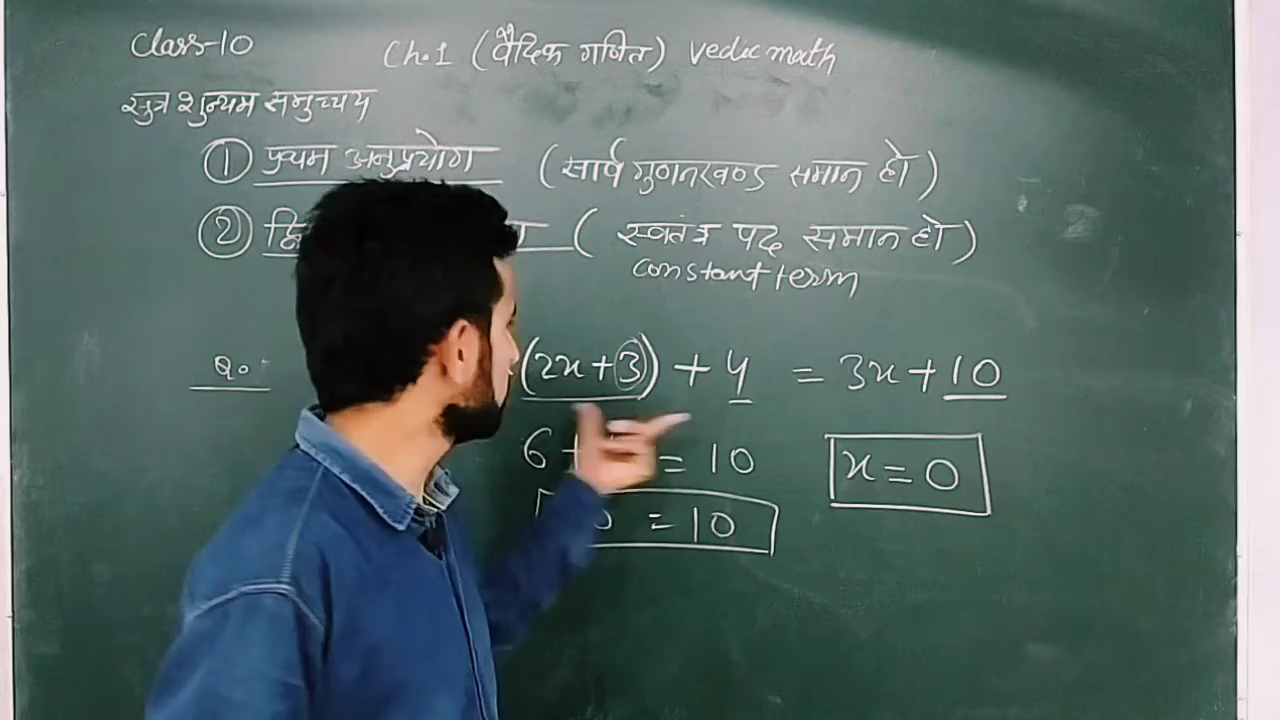 Class-10
Ch.1 (वैदिक गणित) Vedic math
सुत्र शुन्यम समुच्चय
① प्रथम अनुप्रयोग (सार्व गुणनखण्ड समान हो)
② ( स्वतंत्र पद समान हो)
constant term
Q. (2x+3) + 4 = 3x+10
6+ = 10
x = 0
= 10